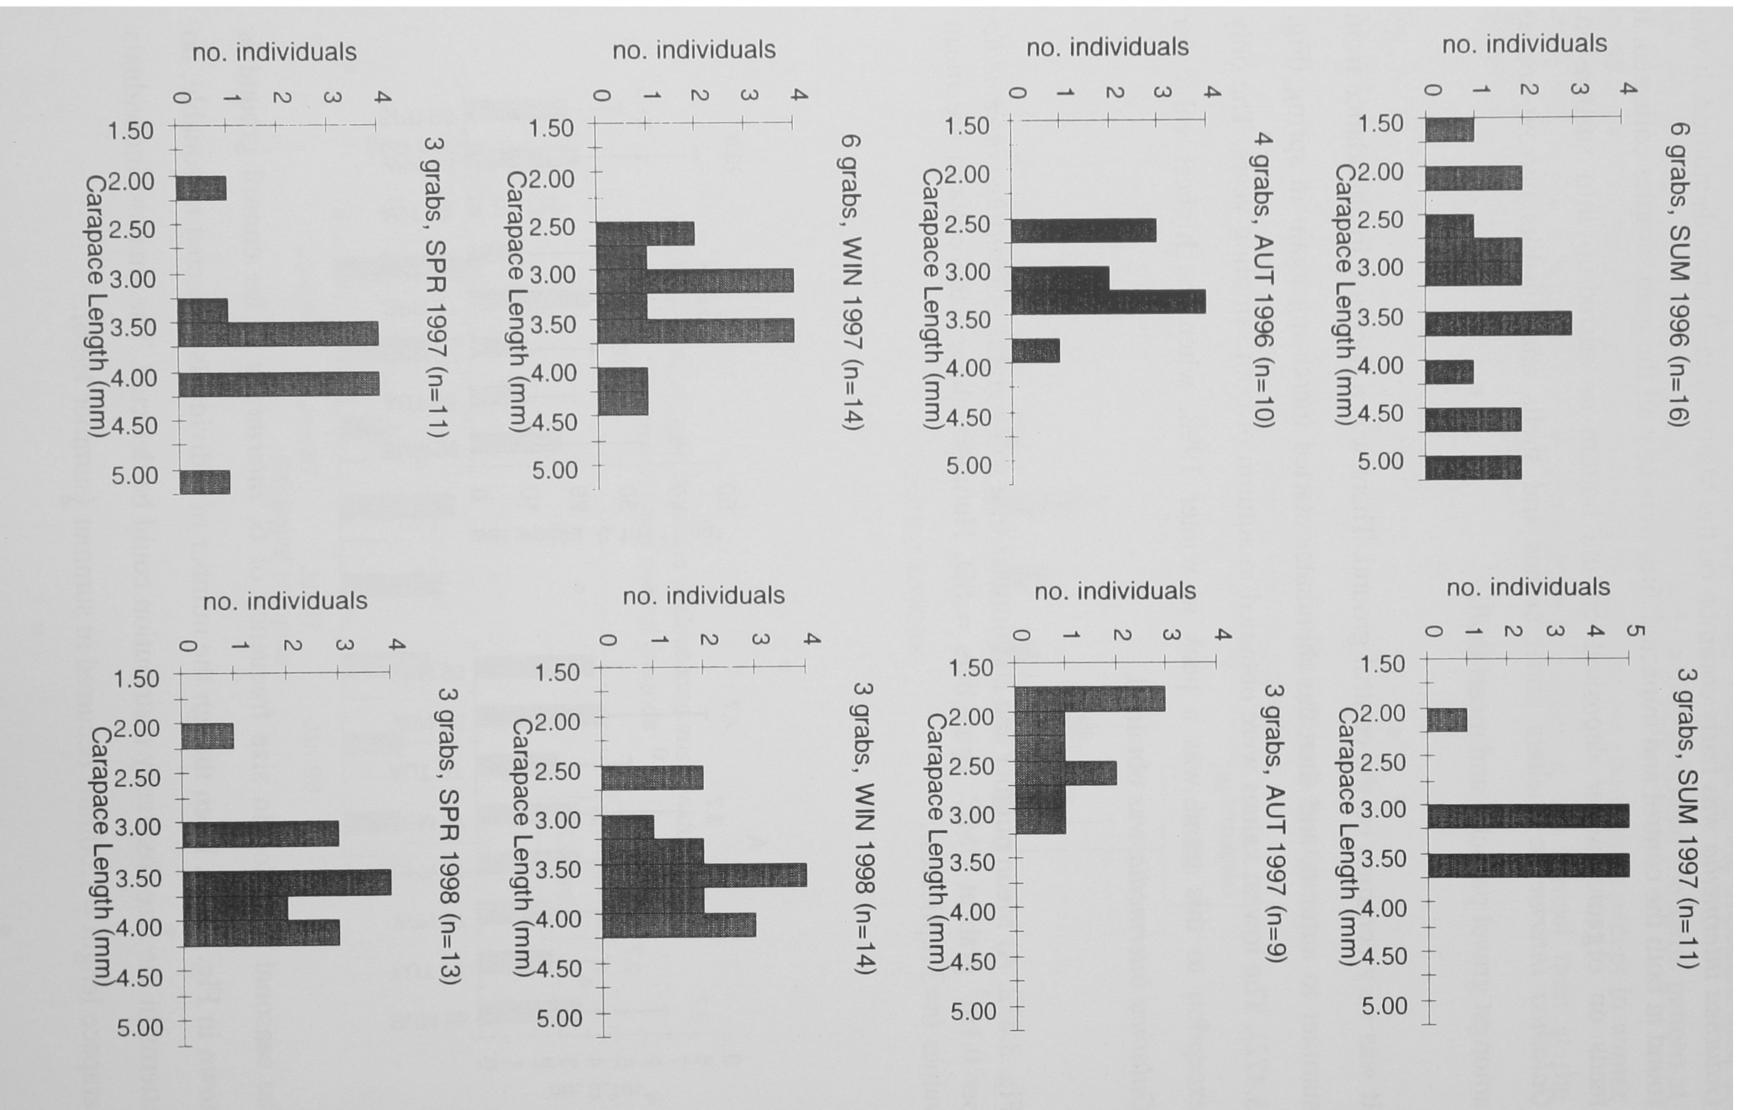 6 grabs, SUM 1996 (n=16)
no. individuals
4
3
2
1
0
1.50 2.00 2.50 3.00 3.50 4.00 4.50 5.00
Carapace Length (mm)
3 grabs, SUM 1997 (n=11)
no. individuals
5
4
3
2
1
0
1.50 2.00 2.50 3.00 3.50 4.00 4.50 5.00
Carapace Length (mm)
4 grabs, AUT 1996 (n=10)
no. individuals
4
3
2
1
0
1.50 2.00 2.50 3.00 3.50 4.00 4.50 5.00
Carapace Length (mm)
3 grabs, AUT 1997 (n=9)
no. individuals
4
3
2
1
0
1.50 2.00 2.50 3.00 3.50 4.00 4.50 5.00
Carapace Length (mm)
6 grabs, WIN 1997 (n=14)
no. individuals
4
3
2
1
0
1.50 2.00 2.50 3.00 3.50 4.00 4.50 5.00
Carapace Length (mm)
3 grabs, WIN 1998 (n=14)
no. individuals
4
3
2
1
0
1.50 2.00 2.50 3.00 3.50 4.00 4.50 5.00
Carapace Length (mm)
3 grabs, SPR 1997 (n=11)
no. individuals
4
3
2
1
0
1.50 2.00 2.50 3.00 3.50 4.00 4.50 5.00
Carapace Length (mm)
3 grabs, SPR 1998 (n=13)
no. individuals
4
3
2
1
0
1.50 2.00 2.50 3.00 3.50 4.00 4.50 5.00
Carapace Length (mm)